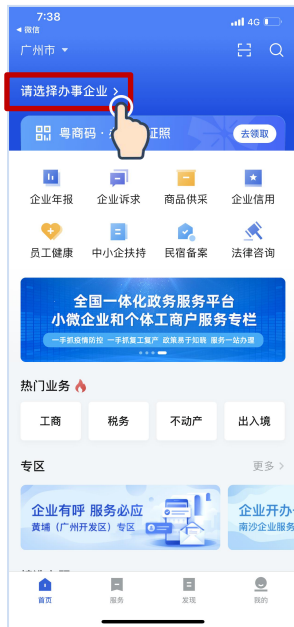 7:38
4G
◀ 微信
广州市
请选择办事企业 >
粤商码 · 证照
去领取
企业年报 企业诉求 商品供采 企业信用
员工健康 中小企扶持 民宿备案 法律咨询
全国一体化政务服务平台
小微企业和个体工商户服务专栏
一手抓疫情防控 一手抓复工复产 政策易于知晓 服务一站办理
热门业务
工商 税务 不动产 出入境
专区 更多 >
企业有呼 服务必应
黄埔（广州开发区）专区
企业开办
南沙企业服务
首页 服务 发现 我的